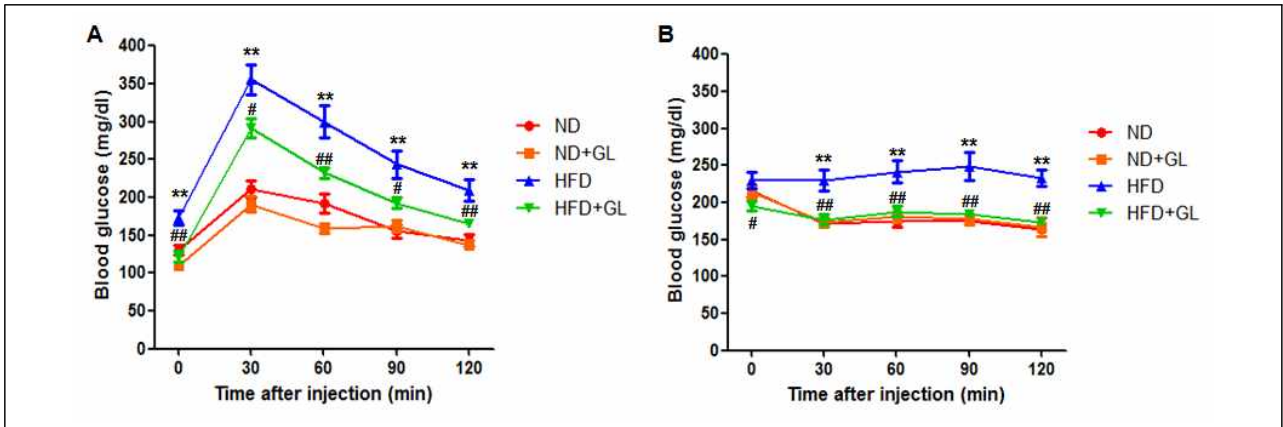 A
Blood glucose (mg/dl)
400
350
300
250
200
150
100
50
0
**
**
**
**
**
##
#
##
#
##
0 30 60 90 120
Time after injection (min)
ND
ND+GL
HFD
HFD+GL
B
Blood glucose (mg/dl)
400
350
300
250
200
150
100
50
0
**
**
**
**
#
##
##
##
##
0 30 60 90 120
Time after injection (min)
ND
ND+GL
HFD
HFD+GL